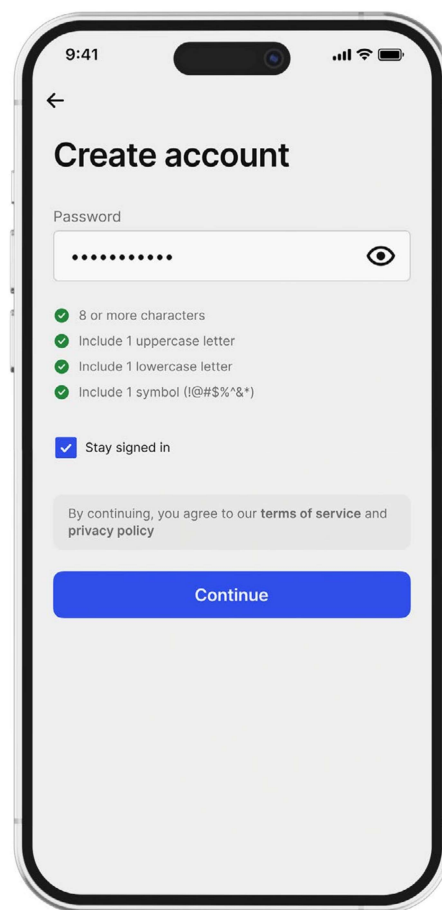 9:41
Create account
Password
•••••••••••
8 or more characters
Include 1 uppercase letter
Include 1 lowercase letter
Include 1 symbol (!@#$%^&*)
Stay signed in
By continuing, you agree to our terms of service and
privacy policy
Continue